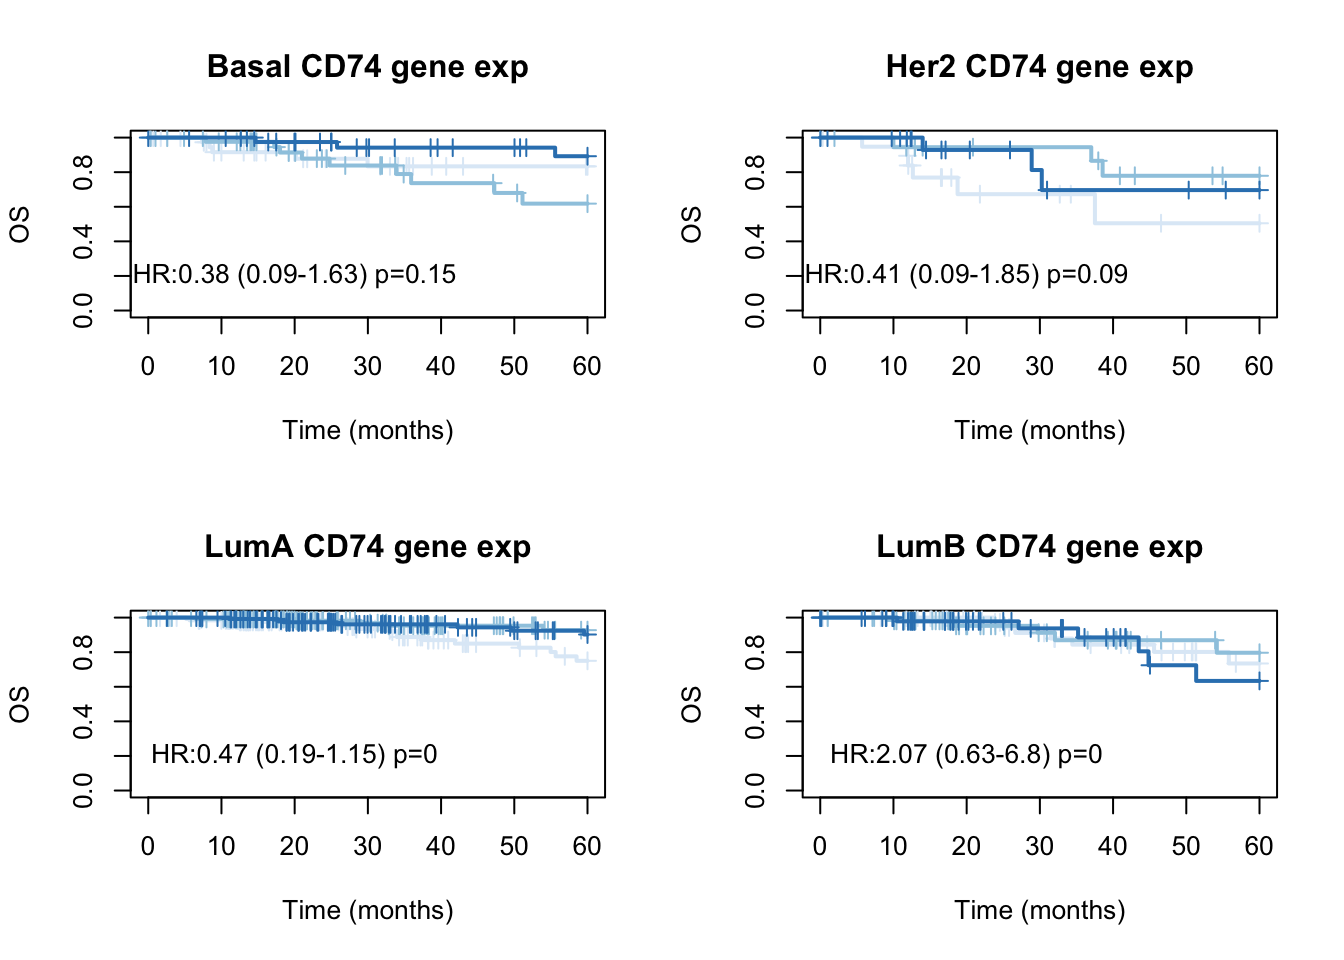 Basal CD74 gene exp
OS
0.8
0.4
0.0
HR:0.38 (0.09-1.63) p=0.15
0 10 20 30 40 50 60
Time (months)
Her2 CD74 gene exp
OS
0.8
0.4
0.0
HR:0.41 (0.09-1.85) p=0.09
0 10 20 30 40 50 60
Time (months)
LumA CD74 gene exp
OS
0.8
0.4
0.0
HR:0.47 (0.19-1.15) p=0
0 10 20 30 40 50 60
Time (months)
LumB CD74 gene exp
OS
0.8
0.4
0.0
HR:2.07 (0.63-6.8) p=0
0 10 20 30 40 50 60
Time (months)